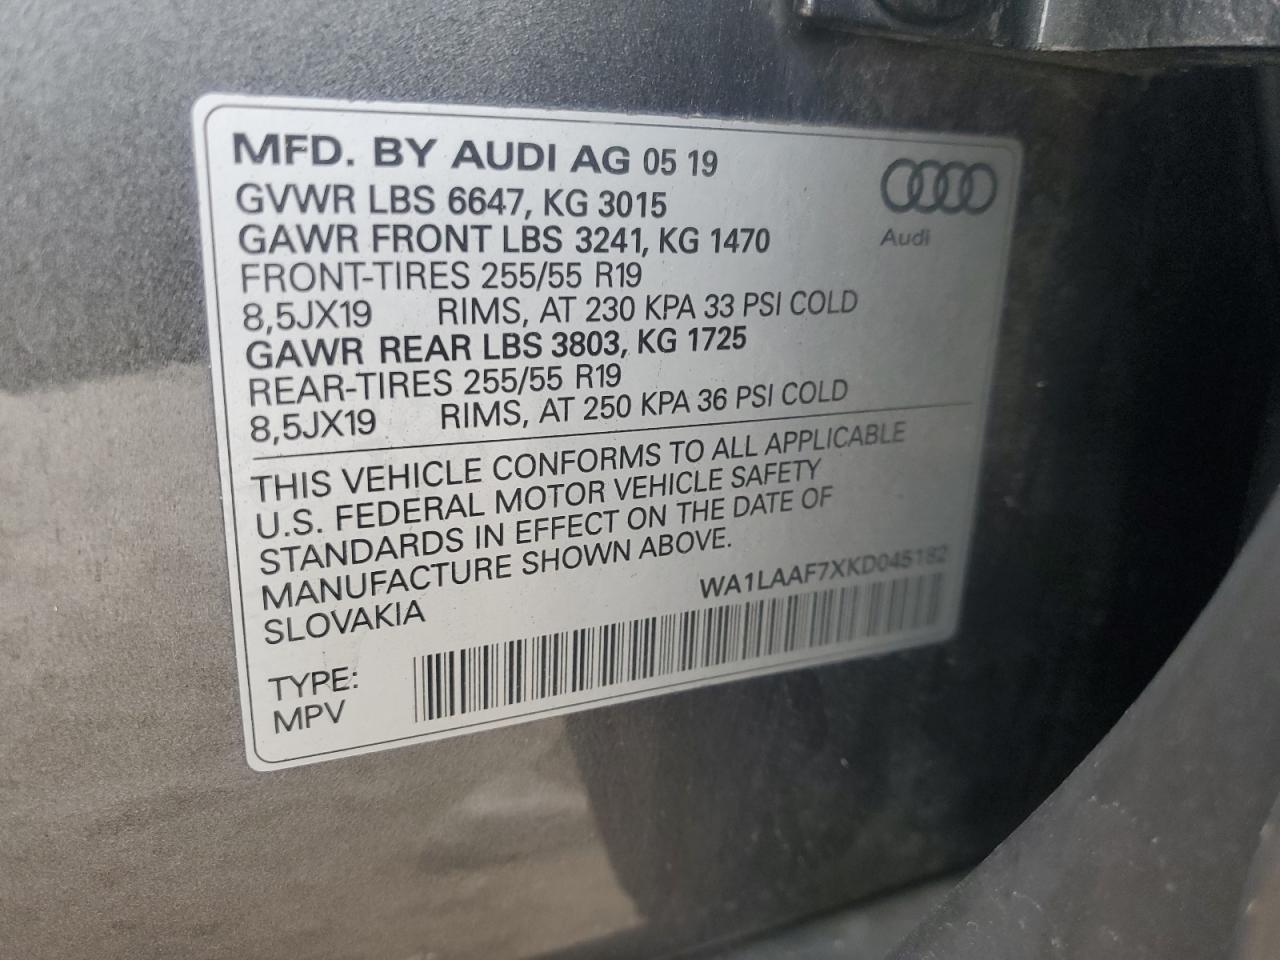 MFD. BY AUDI AG 05 19
GVWR LBS 6647, KG 3015
GAWR FRONT LBS 3241, KG 1470
FRONT-TIRES 255/55 R19
8,5JX19 RIMS, AT 230 KPA 33 PSI COLD
GAWR REAR LBS 3803, KG 1725
REAR-TIRES 255/55 R19
8,5JX19 RIMS, AT 250 KPA 36 PSI COLD
Audi
THIS VEHICLE CONFORMS TO ALL APPLICABLE
U.S. FEDERAL MOTOR VEHICLE SAFETY
STANDARDS IN EFFECT ON THE DATE OF
MANUFACTURE SHOWN ABOVE.
SLOVAKIA
WA1LAAF7XKD045182
TYPE:
MPV